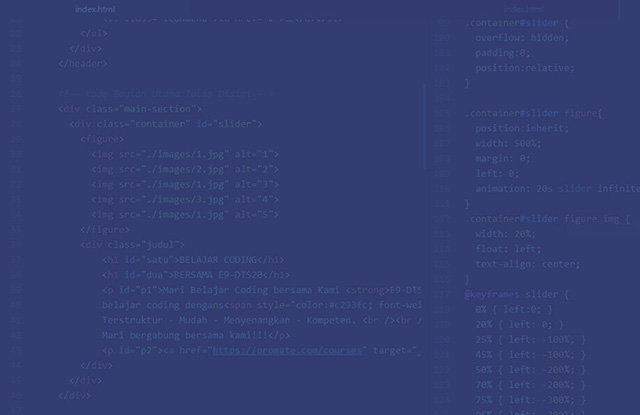 index.html
</ul>
</div>
</header>
<div class="main-section">
<div class="container" id="slider">
<figure>
<img src="./images/1.jpg" alt="1">
<img src="./images/2.jpg" alt="2">
<img src="./images/1.jpg" alt="3">
<img src="./images/3.jpg" alt="4">
<img src="./images/1.jpg" alt="5">
</figure>
<div class="judul">
<h1 id="satu">BELAJAR CODING</h1>
<h1 id="dua">BERSAMA E9-DTS20</h1>
<p id="p1">Mari Belajar Coding bersama Kami <strong>E9-DTS
belajar coding dengan<span style="color:#c293fc; font-we
Terstruktur - Mudah - Menyenangkan - Kompeten. <br /><br /
Mari bergabung bersama kami!!!</p>
<p id="p2"><a href="https://progate.com/courses" target="_
</div>
</div>
</div>
index.html
.container#slider {
overflow: hidden;
padding:0;
position:relative;
}
.container#slider figure{
position:inherit;
width: 500%;
margin: 0;
left: 0;
animation: 20s slider infinite
}
.container#slider figure img {
width: 20%;
float: left;
text-align: center;
}
@keyframes slider {
0% { left:0; }
20% { left: 0; }
25% { left: -100%; }
45% { left: -100%; }
50% { left: -200%; }
70% { left: -200%; }
75% { left: -300%; }